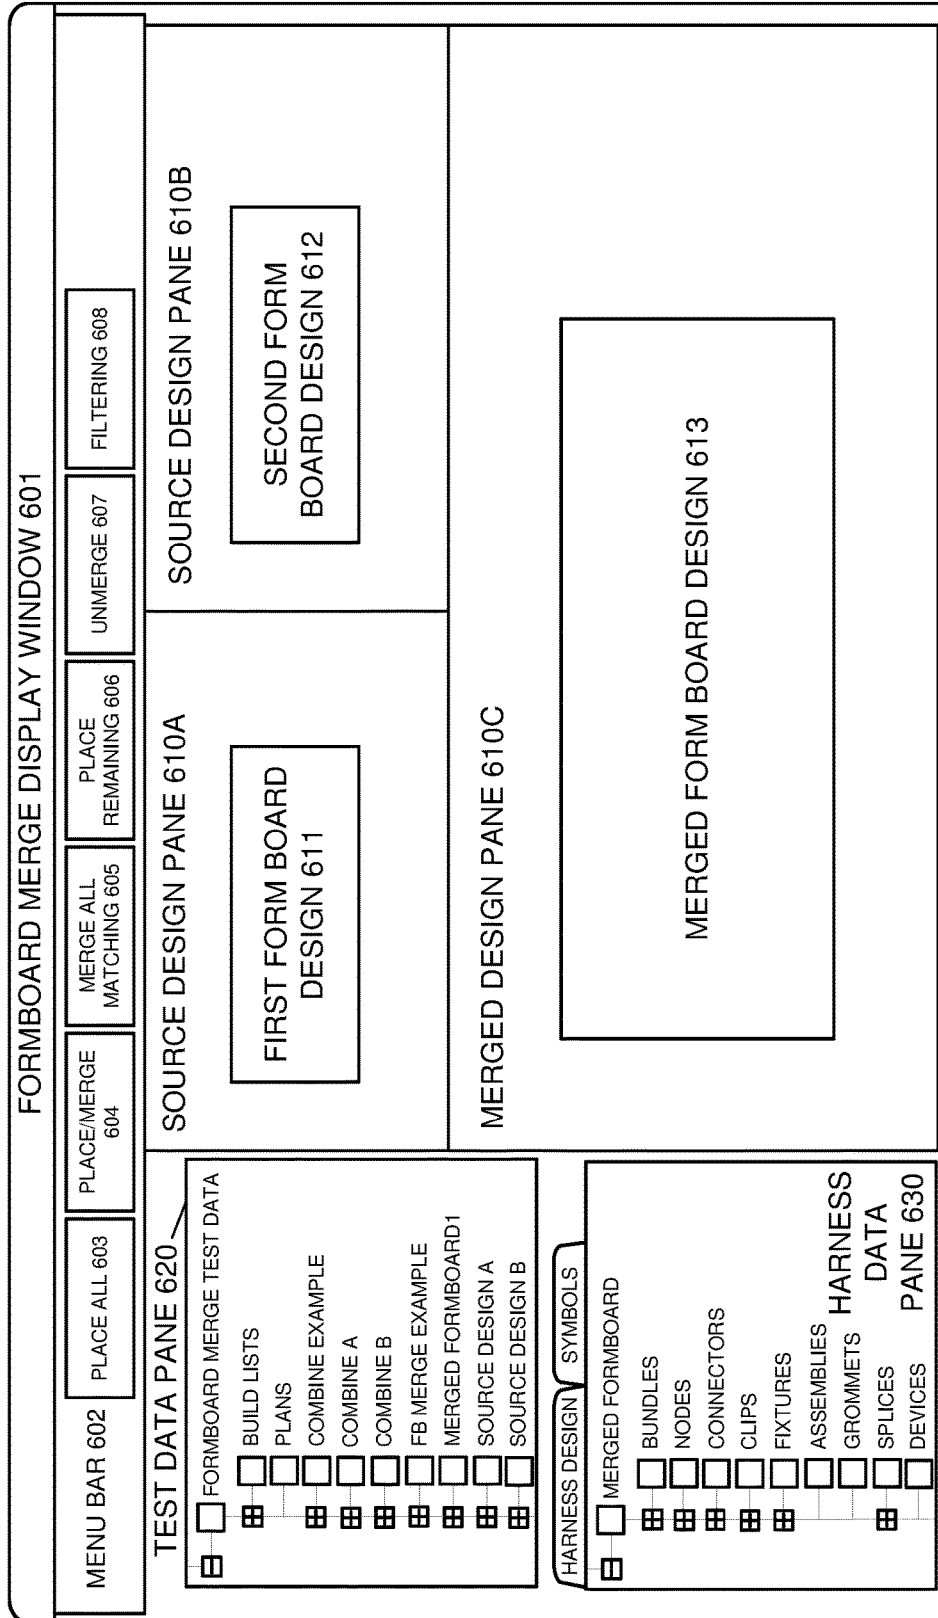 FORMBOARD MERGE DISPLAY WINDOW 601
MENU BAR 602
PLACE ALL 603
PLACE/MERGE
604
MERGE ALL
MATCHING 605
PLACE
REMAINING 606
UNMERGE 607
FILTERING 608
TEST DATA PANE 620
FORMBOARD MERGE TEST DATA
BUILD LISTS
PLANS
COMBINE EXAMPLE
COMBINE A
COMBINE B
FB MERGE EXAMPLE
MERGED FORMBOARD1
SOURCE DESIGN A
SOURCE DESIGN B
HARNESS DESIGN
SYMBOLS
MERGED FORMBOARD
BUNDLES
NODES
CONNECTORS
CLIPS
FIXTURES
ASSEMBLIES
GROMMETS
SPLICES
DEVICES
HARNESS
DATA
PANE 630
SOURCE DESIGN PANE 610A
FIRST FORM BOARD
DESIGN 611
SOURCE DESIGN PANE 610B
SECOND FORM
BOARD DESIGN 612
MERGED DESIGN PANE 610C
MERGED FORM BOARD DESIGN 613